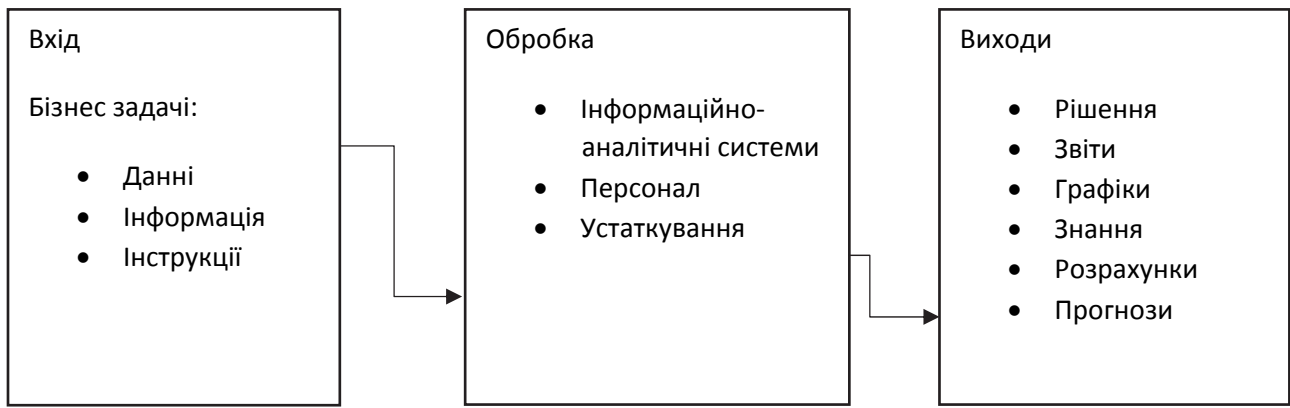 Вхід
Бізнес задачі:
• Данні
• Інформація
• Інструкції
Обробка
• Інформаційно-
аналітичні системи
• Персонал
• Устаткування
Виходи
• Рішення
• Звіти
• Графіки
• Знання
• Розрахунки
• Прогнози